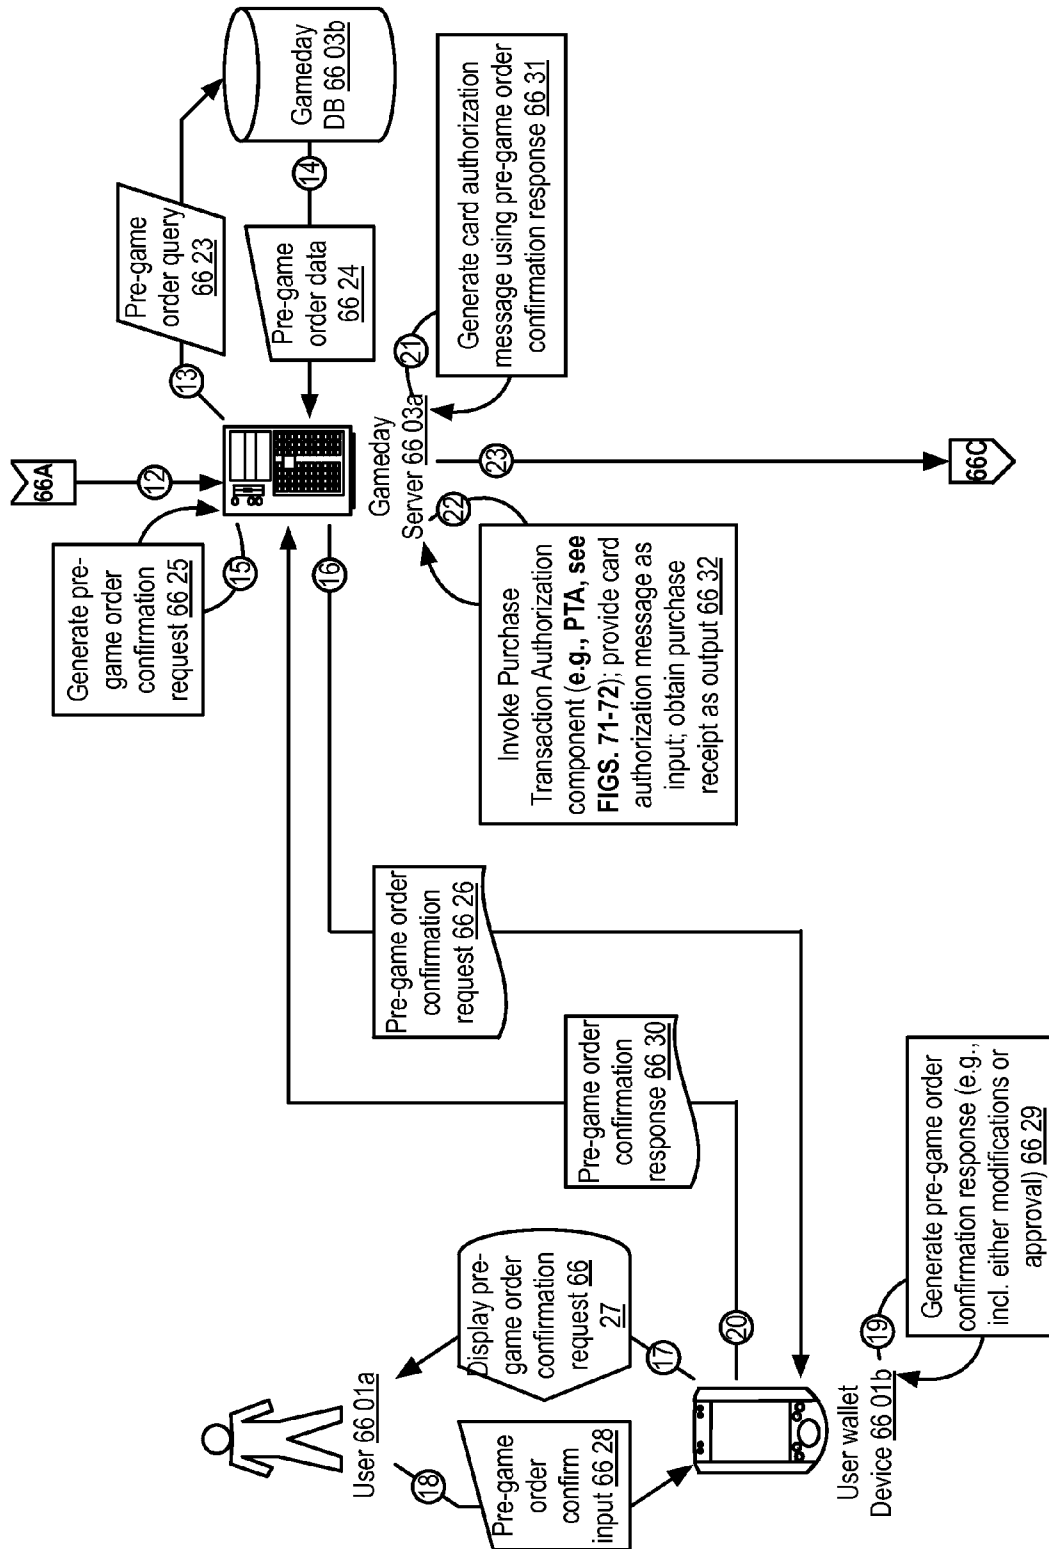 66A
12
Generate pre-
game order
confirmation
request 66 25
15
13
Pre-game
order query
66 23
Gameday
DB 66 03b
14
Pre-game
order data
66 24
16
Gameday
Server 66 03a
21
Generate card authorization
message using pre-game order
confirmation response 66 31
22
Invoke Purchase
Transaction Authorization
component (e.g., PTA, see
FIGS. 71-72); provide card
authorization message as
input; obtain purchase
receipt as output 66 32
23
66C
Pre-game order
confirmation
request 66 26
Pre-game order
confirmation
response 66 30
User 66 01a
Display pre-
game order
confirmation
request 66
27
17
18
Pre-game
order
confirm
input 66 28
20
User wallet
Device 66 01b
19
Generate pre-game order
confirmation response (e.g.,
incl. either modifications or
approval) 66 29